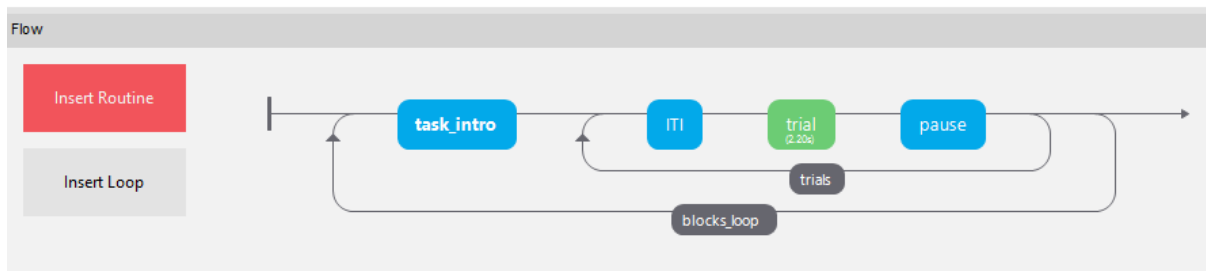 Flow
Insert Routine
task_intro
ITI
trial
(2.20s)
pause
Insert Loop
trials
blocks_loop